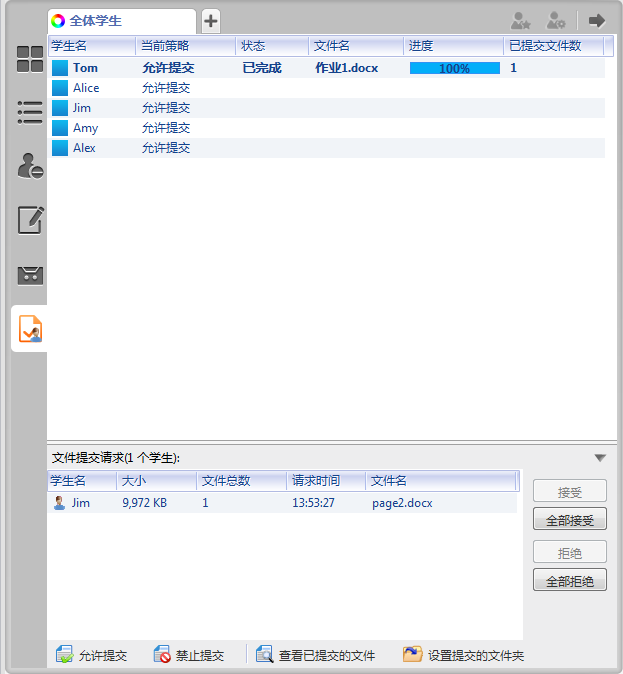 全体学生
学生名 当前策略 状态 文件名 进度 已提交文件数
Tom 允许提交 已完成 作业1.docx 100% 1
Alice 允许提交
Jim 允许提交
Amy 允许提交
Alex 允许提交
文件提交请求(1 个学生):
学生名 大小 文件总数 请求时间 文件名
Jim 9,972 KB 1 13:53:27 page2.docx
接受
全部接受
拒绝
全部拒绝
允许提交 禁止提交 查看已提交的文件 设置提交的文件夹